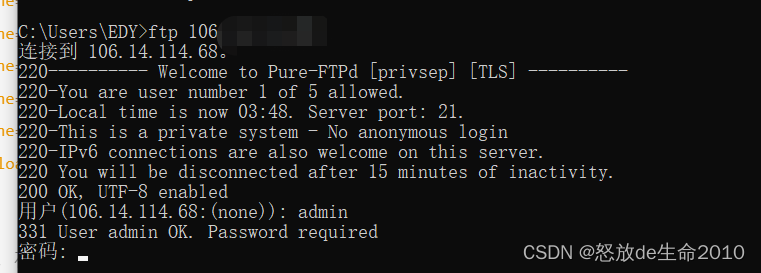 C:\Users\EDY>ftp 106
连接到 106.14.114.68。
220---------- Welcome to Pure-FTPd [privsep] [TLS] ----------
220-You are user number 1 of 5 allowed.
220-Local time is now 03:48. Server port: 21.
220-This is a private system - No anonymous login
220-IPv6 connections are also welcome on this server.
220 You will be disconnected after 15 minutes of inactivity.
200 OK, UTF-8 enabled
用户(106.14.114.68:(none)): admin
331 User admin OK. Password required
密码:
CSDN @怒放de生命2010